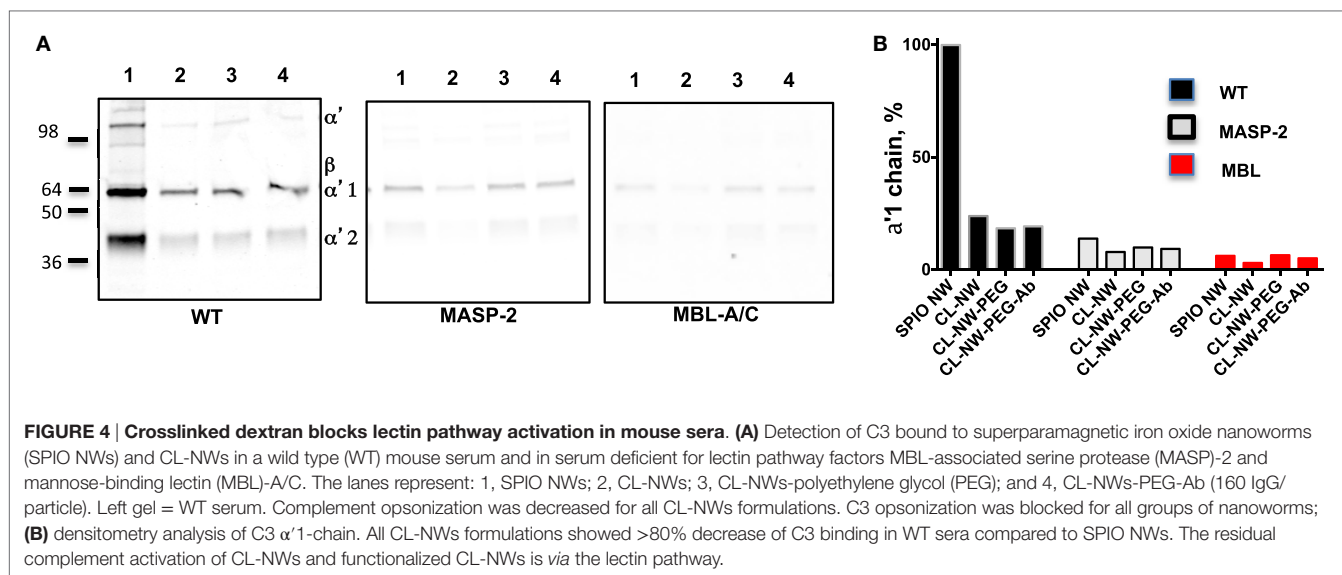 A
1 2 3 4
1 2 3 4
1 2 3 4
98
64
50
36
α'
β
α' 1
α' 2
WT
MASP-2
MBL-A/C
B
100
50
0
a'1 chain, %
WT
MASP-2
MBL
SPIO NW
CL-NW
CL-NW-PEG
CL-NW-PEG-Ab
SPIO NW
CL-NW
CL-NW-PEG
CL-NW-PEG-Ab
SPIO NW
CL-NW
CL-NW-PEG
CL-NW-PEG-Ab
FIGURE 4 | Crosslinked dextran blocks lectin pathway activation in mouse sera. (A) Detection of C3 bound to superparamagnetic iron oxide nanoworms
(SPIO NWs) and CL-NWs in a wild type (WT) mouse serum and in serum deficient for lectin pathway factors MBL-associated serine protease (MASP)-2 and
mannose-binding lectin (MBL)-A/C. The lanes represent: 1, SPIO NWs; 2, CL-NWs; 3, CL-NWs-polyethylene glycol (PEG); and 4, CL-NWs-PEG-Ab (160 IgG/
particle). Left gel = WT serum. Complement opsonization was decreased for all CL-NWs formulations. C3 opsonization was blocked for all groups of nanoworms;
(B) densitometry analysis of C3 α′1-chain. All CL-NWs formulations showed >80% decrease of C3 binding in WT sera compared to SPIO NWs. The residual
complement activation of CL-NWs and functionalized CL-NWs is via the lectin pathway.